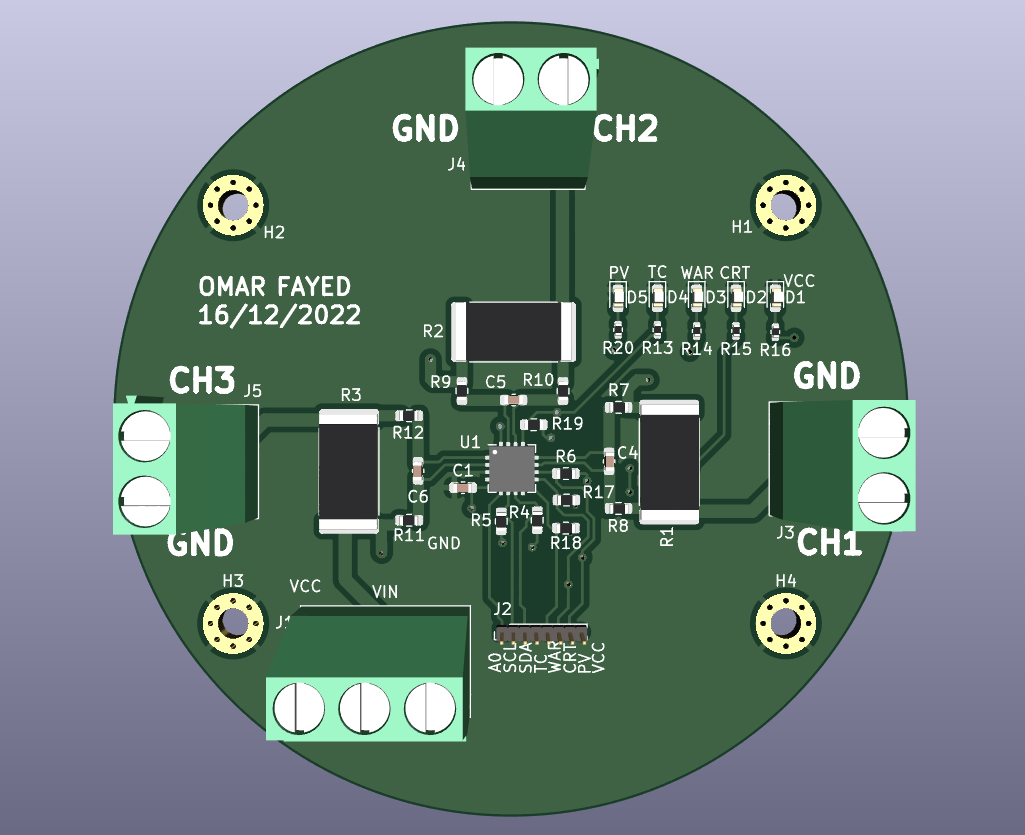 GND CH2
J4
H2
H1
OMAR FAYED
16/12/2022
PV TC WAR CRT VCC
D5 D4 D3 D2 D1
R20 R13 R14 R15 R16
R2
R9 C5 R10
CH3 J5
GND
R3
R7
R12
R19
U1
R6 C4
C1
C6
R17
R5 R4
R8
R11
R18
R1
GND
GND
J3
CH1
H3
VCC VIN
H4
J1
J2
A0
SCL
SDA
TC
WAR
CRT
PV
VCC